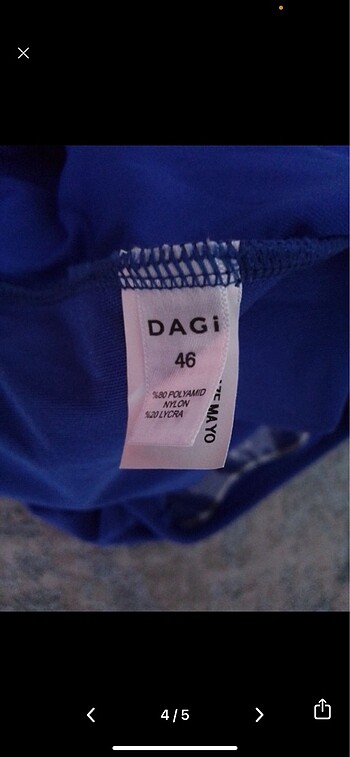 DAGi
46
%80 POLYAMID
NYLON
%20 LYCRA
MAYO
4/5